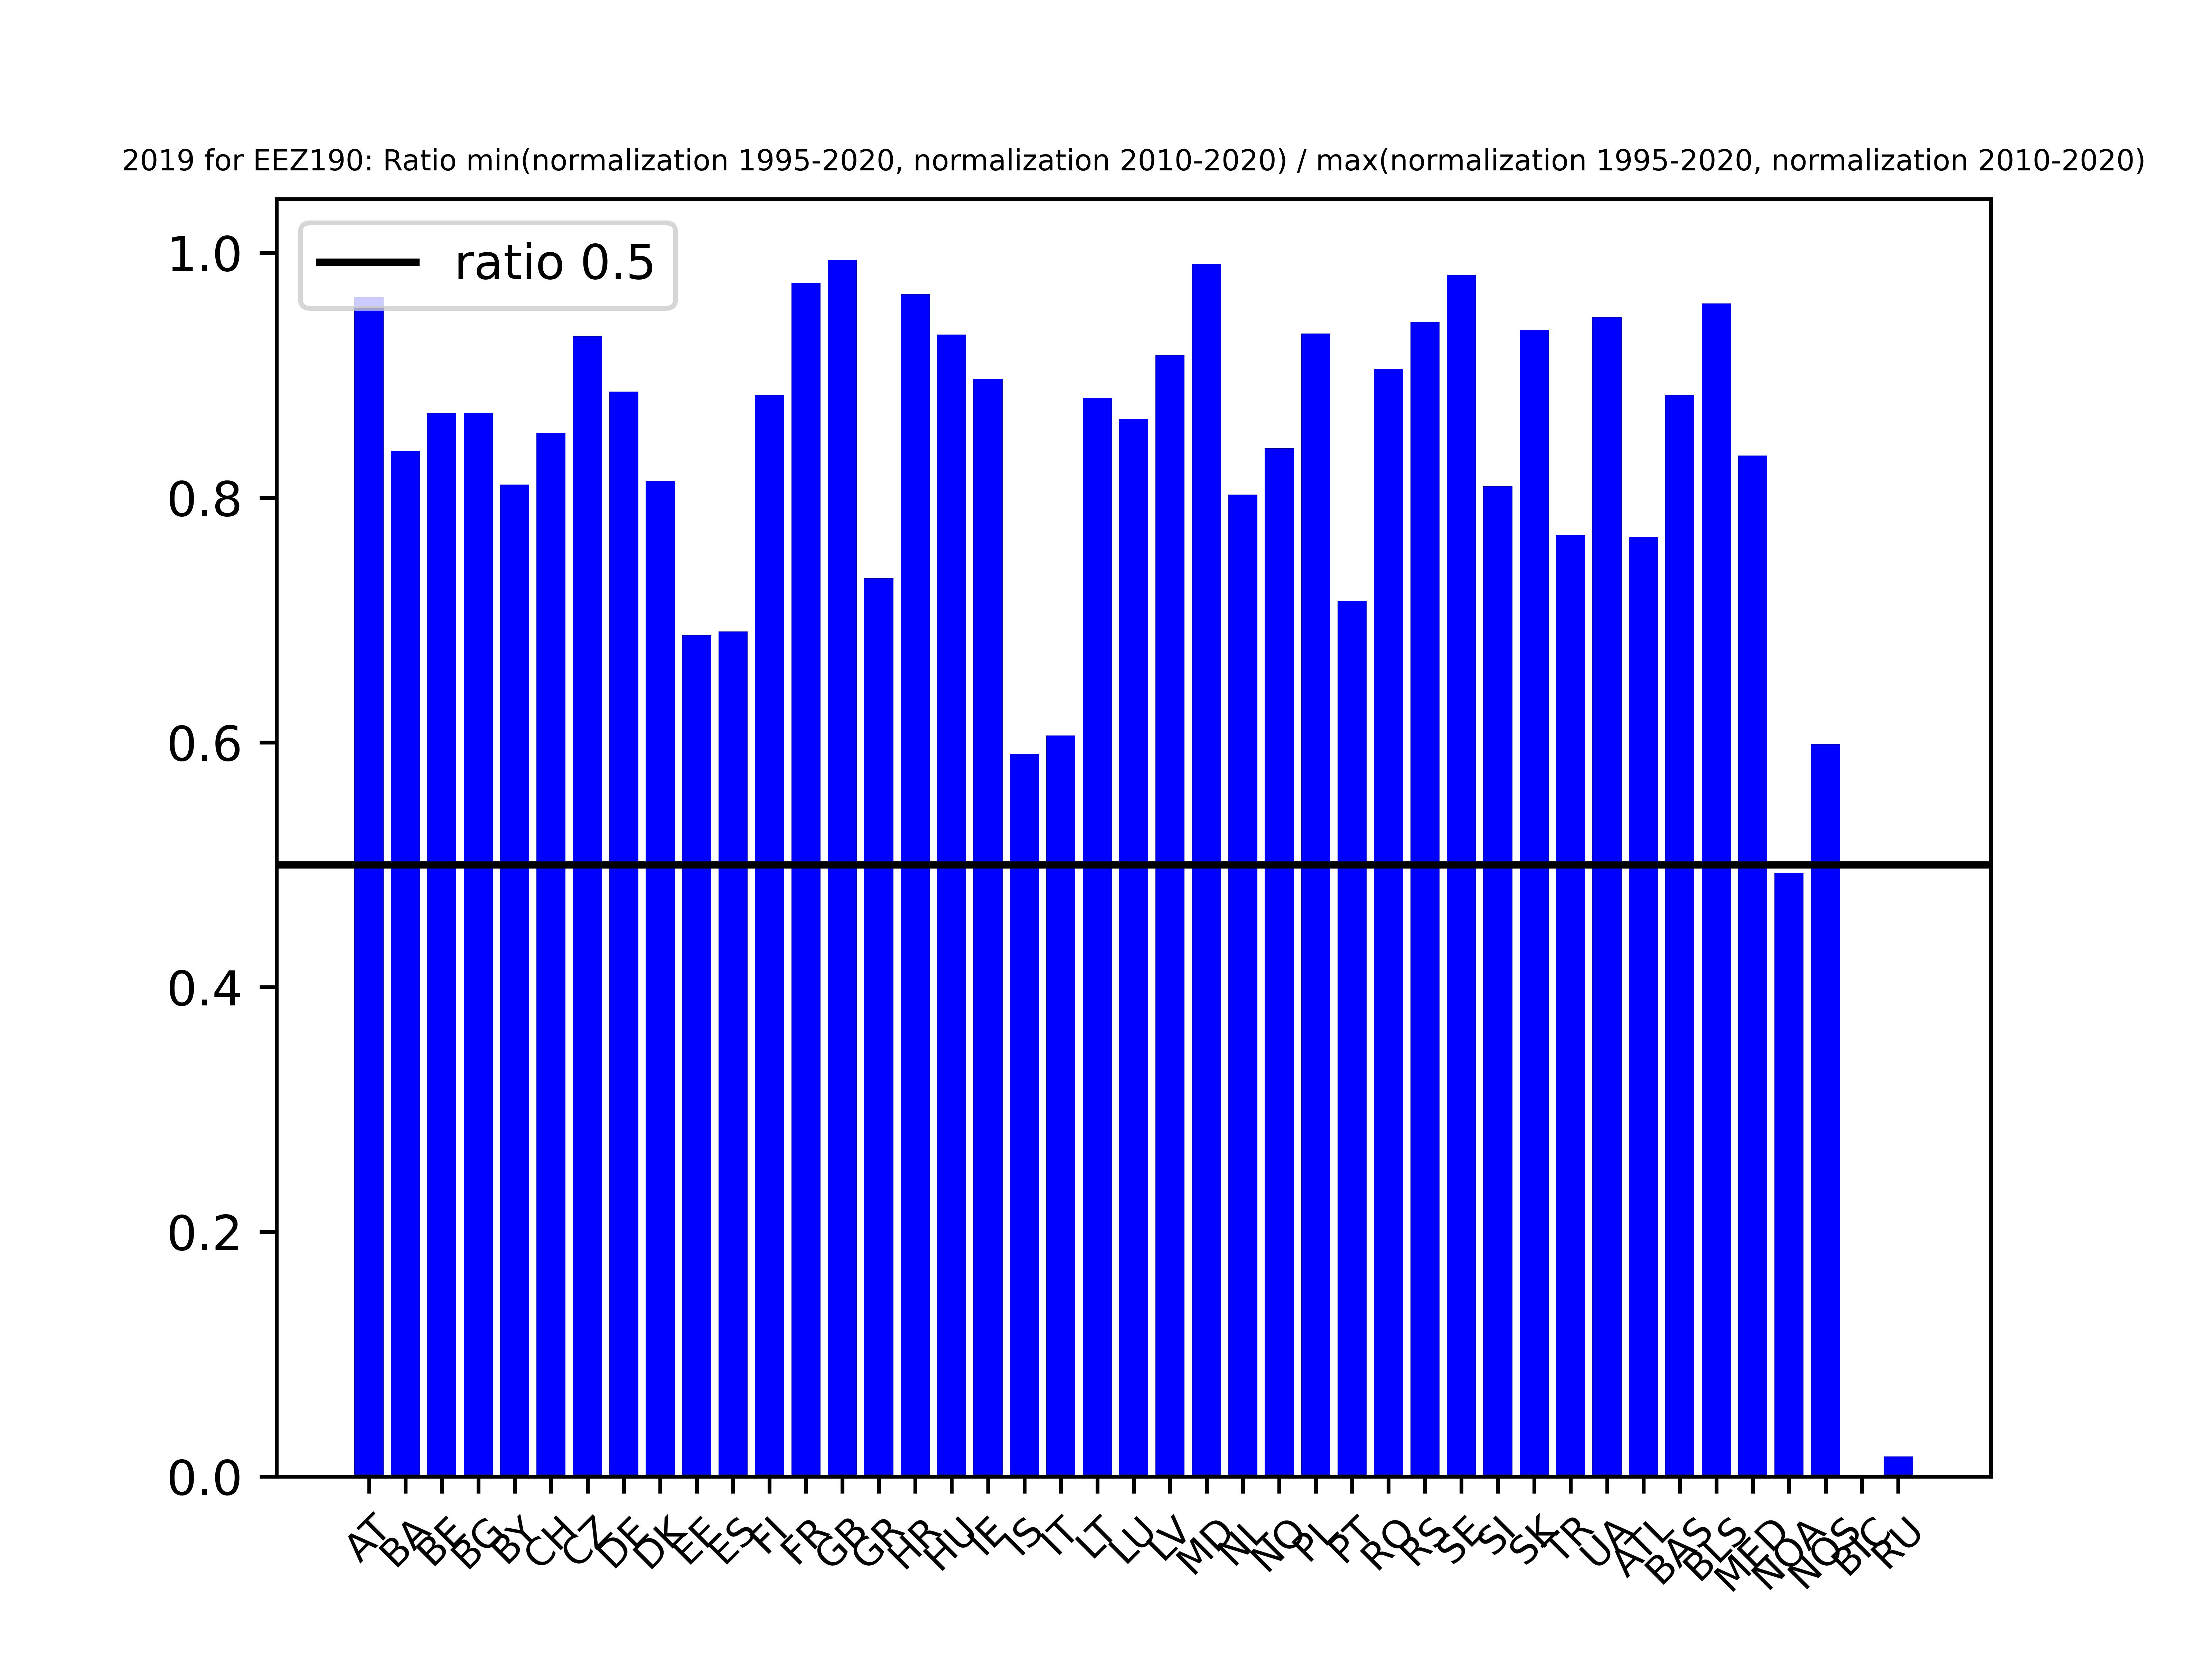 2019 for EEZ190: Ratio min(normalization 1995-2020, normalization 2010-2020) / max(normalization 1995-2020, normalization 2010-2020)
ratio 0.5
1.0
0.8
0.6
0.4
0.2
0.0
AT BA BE BG BY CH CZ DE DK EE ES FI FR GB GR HR HU IE IS IT LT LU LV MD NL NO PL PT RO RS SE SI SK TR UA ATL BAS BLS MED NOA NOS BIC RU